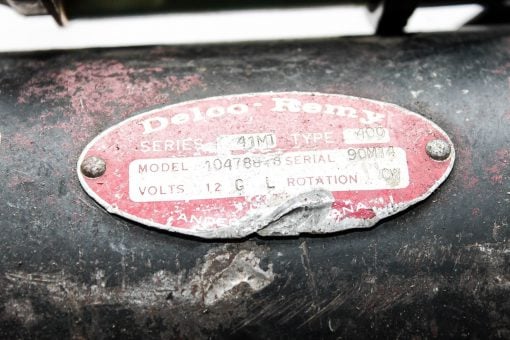 Delco-Remy
SERIES 41MT TYPE 400
MODEL SERIAL 90M14
VOLTS 12 G L ROTATION CW